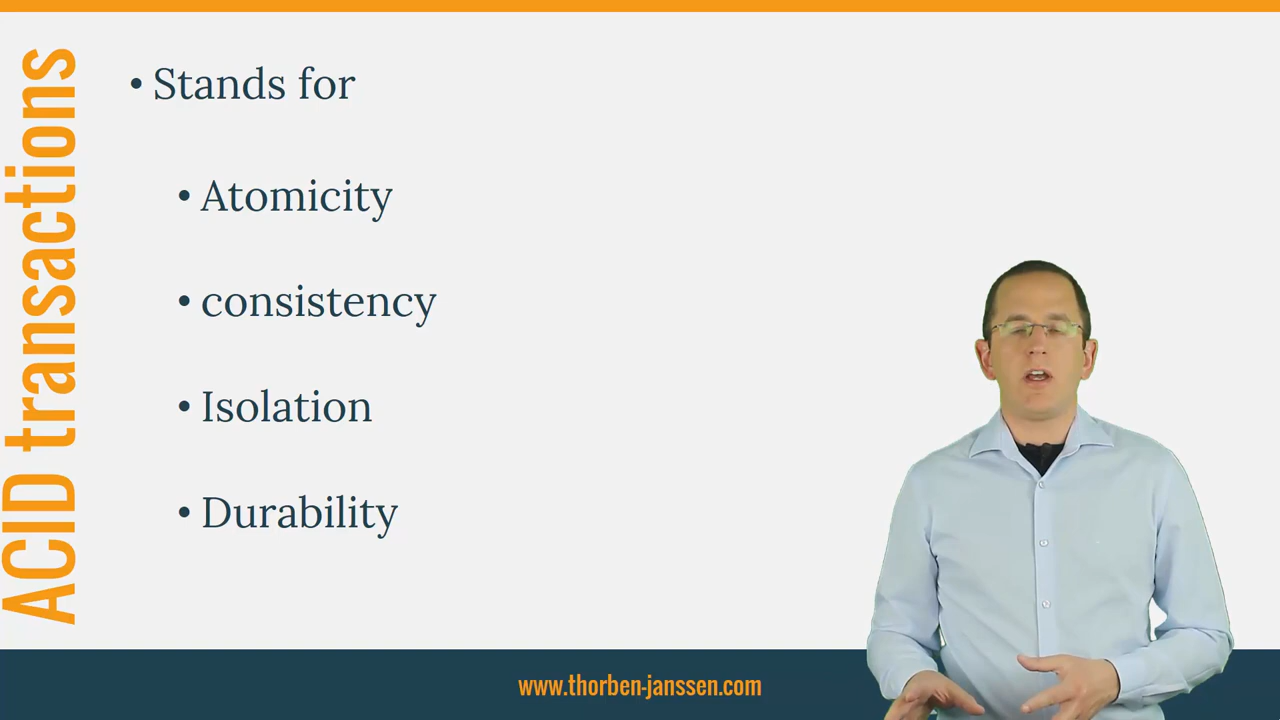 ACID transactions
• Stands for
• Atomicity
• consistency
• Isolation
• Durability
www.thorben-janssen.com